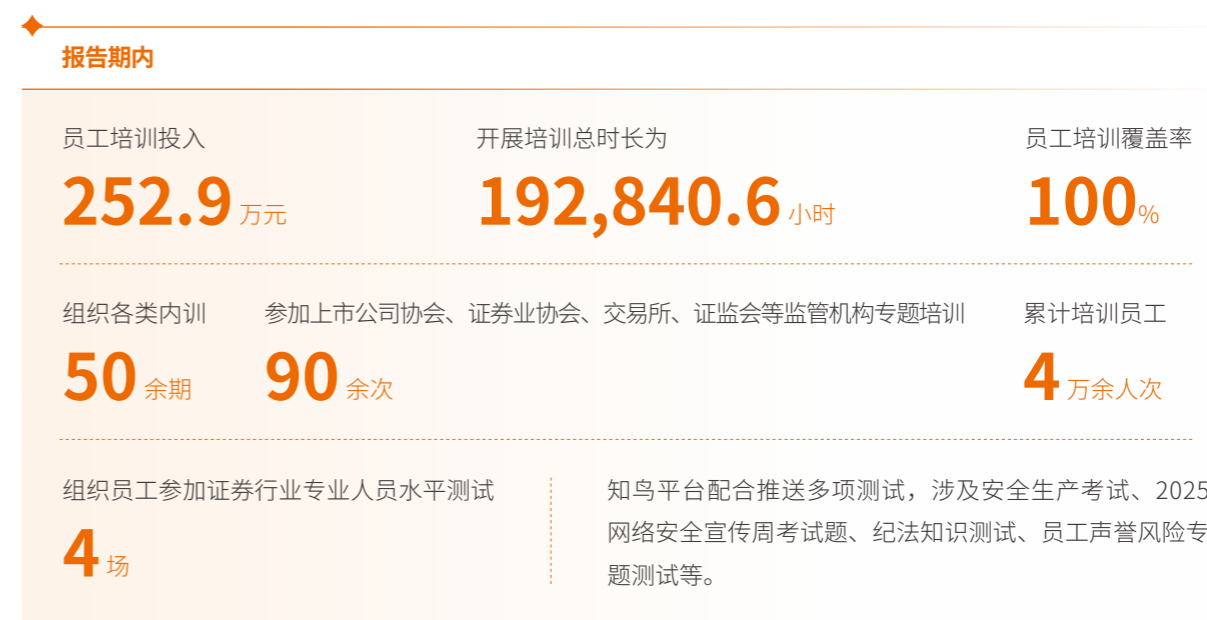 报告期内
员工培训投入
252.9 万元
开展培训总时长为
192,840.6 小时
员工培训覆盖率
100%
组织各类内训
50 余期
参加上市公司协会、证券业协会、交易所、证监会等监管机构专题培训
90 余次
累计培训员工
4 万余人次
组织员工参加证券行业专业人员水平测试
4 场
知鸟平台配合推送多项测试，涉及安全生产考试、2025
网络安全宣传周考试题、纪法知识测试、员工声誉风险专
题测试等。